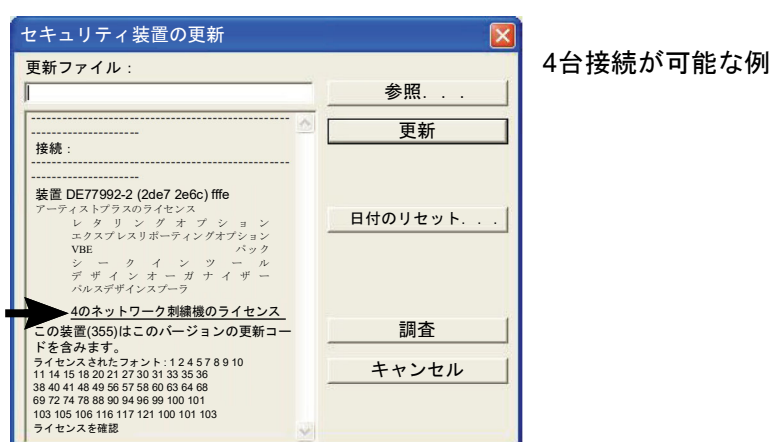 セキュリティ装置の更新
4台接続が可能な例
更新ファイル :
参照. . .
更新
日付のリセット. . .
調査
キャンセル
--------------------------------------------------
---------------------
接続 :
--------------------------------------------------
---------------------
装置 DE77992-2 (2de7 2e6c) fffe
アーティストプラスのライセンス
レタリングオプション
エクスプレスリポーティングオプション
VBE パック
シークインツール
デザインオーガナイザー
パルスデザインスプーラ
4のネットワーク刺繍機のライセンス
この装置(355)はこのバージョンの更新コー
ドを含みます。
ライセンスされたフォント : 1 2 4 5 7 8 9 10
11 14 15 18 20 21 27 30 31 33 35 36
38 40 41 48 49 56 57 58 60 63 64 68
69 72 74 78 88 90 94 96 99 100 101
103 105 106 116 117 121 100 101 103
ライセンスを確認